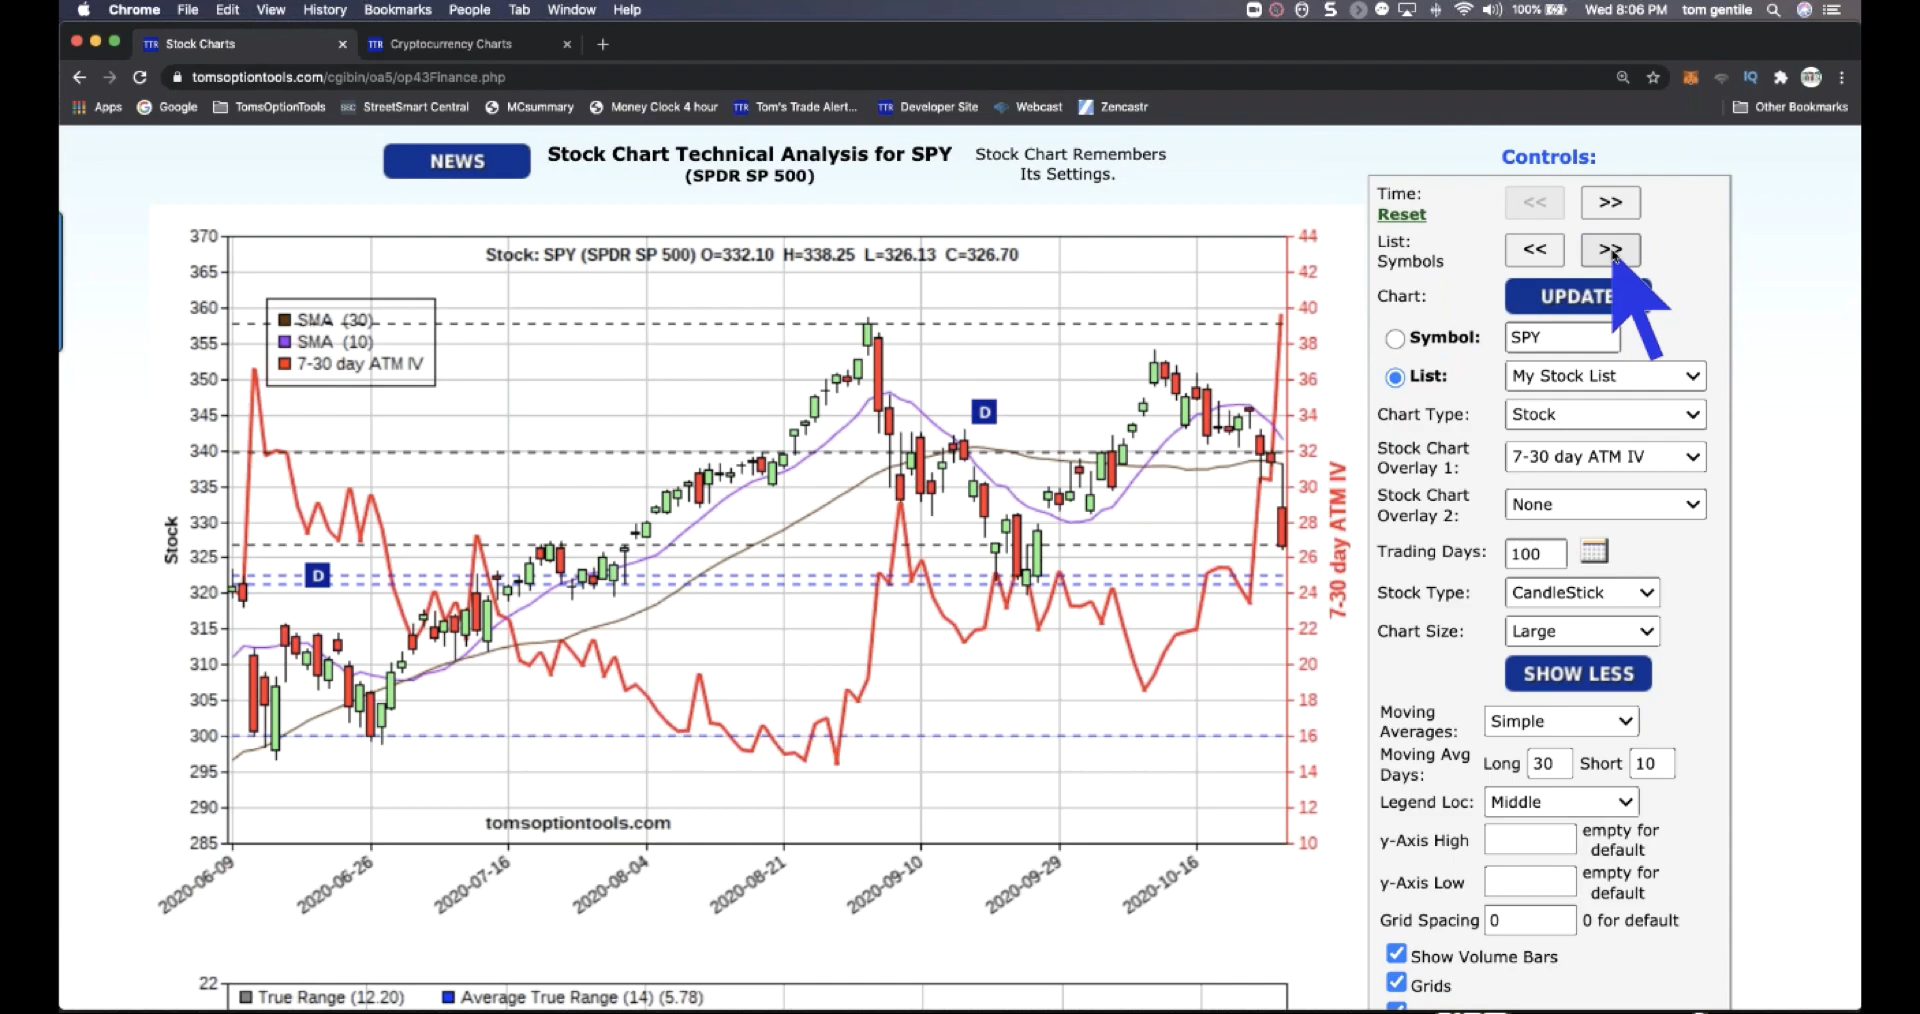 Chrome File Edit View History Bookmarks People Tab Window Help 100% Wed 8:06 PM tom gentile
TTR Stock Charts × TTR Cryptocurrency Charts × +
tomsoptiontools.com/cgibin/oa5/op43Finance.php IQ
Apps Google TomsOptionTools SSC StreetSmart Central MCsummary Money Clock 4 hour TTR Tom's Trade Alert... TTR Developer Site Webcast Zencastr Other Bookmarks
NEWS
Stock Chart Technical Analysis for SPY
(SPDR SP 500)
Stock Chart Remembers
Its Settings.
Stock: SPY (SPDR SP 500) O=332.10 H=338.25 L=326.13 C=326.70
SMA (30)
SMA (10)
7-30 day ATM IV
D
D
370
365
360
355
350
345
340
335
330
325
320
315
310
305
300
295
290
285
Stock
44
42
40
38
36
34
32
30
28
26
24
22
20
18
16
14
12
10
7-30 day ATM IV
tomsoptiontools.com
2020-06-09 2020-06-26 2020-07-16 2020-08-04 2020-08-21 2020-09-10 2020-09-29 2020-10-16
22
True Range (12.20) Average True Range (14) (5.78)
Controls:
Time:
Reset
<< >>
List:
Symbols
<< >>
Chart: UPDATE
Symbol: SPY
List: My Stock List
Chart Type: Stock
Stock Chart
Overlay 1:
7-30 day ATM IV
Stock Chart
Overlay 2:
None
Trading Days: 100
Stock Type: CandleStick
Chart Size: Large
SHOW LESS
Moving
Averages:
Simple
Moving Avg
Days:
Long 30 Short 10
Legend Loc: Middle
y-Axis High empty for
default
y-Axis Low empty for
default
Grid Spacing 0 0 for default
Show Volume Bars
Grids